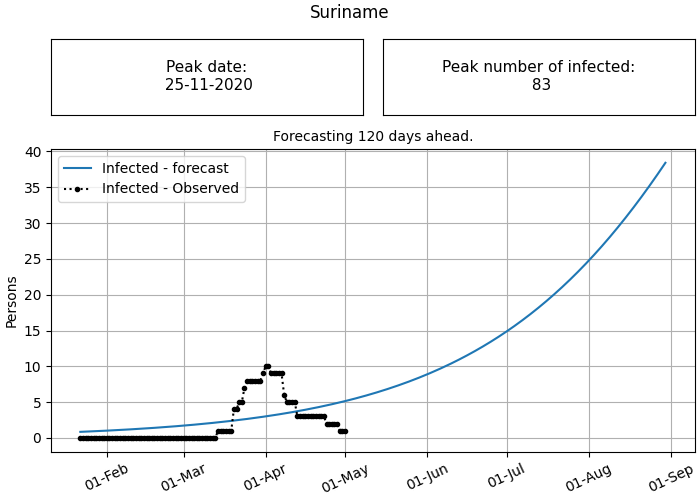 Suriname
Peak date:
25-11-2020
Peak number of infected:
83
Forecasting 120 days ahead.
Infected - forecast
Infected - Observed
Persons
40
35
30
25
20
15
10
5
0
01-Feb
01-Mar
01-Apr
01-May
01-Jun
01-Jul
01-Aug
01-Sep